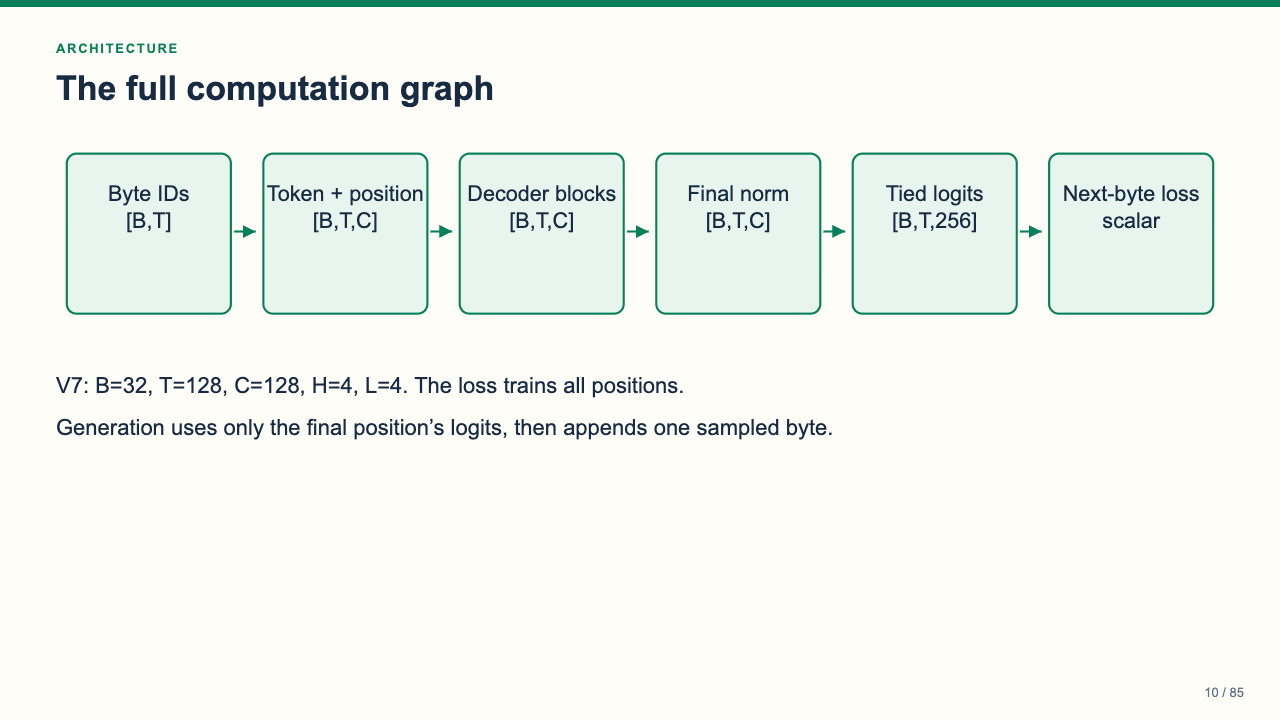 ARCHITECTURE
The full computation graph
Byte IDs
[B,T]
Token + position
[B,T,C]
Decoder blocks
[B,T,C]
Final norm
[B,T,C]
Tied logits
[B,T,256]
Next-byte loss
scalar
V7: B=32, T=128, C=128, H=4, L=4. The loss trains all positions.
Generation uses only the final position’s logits, then appends one sampled byte.
10 / 85